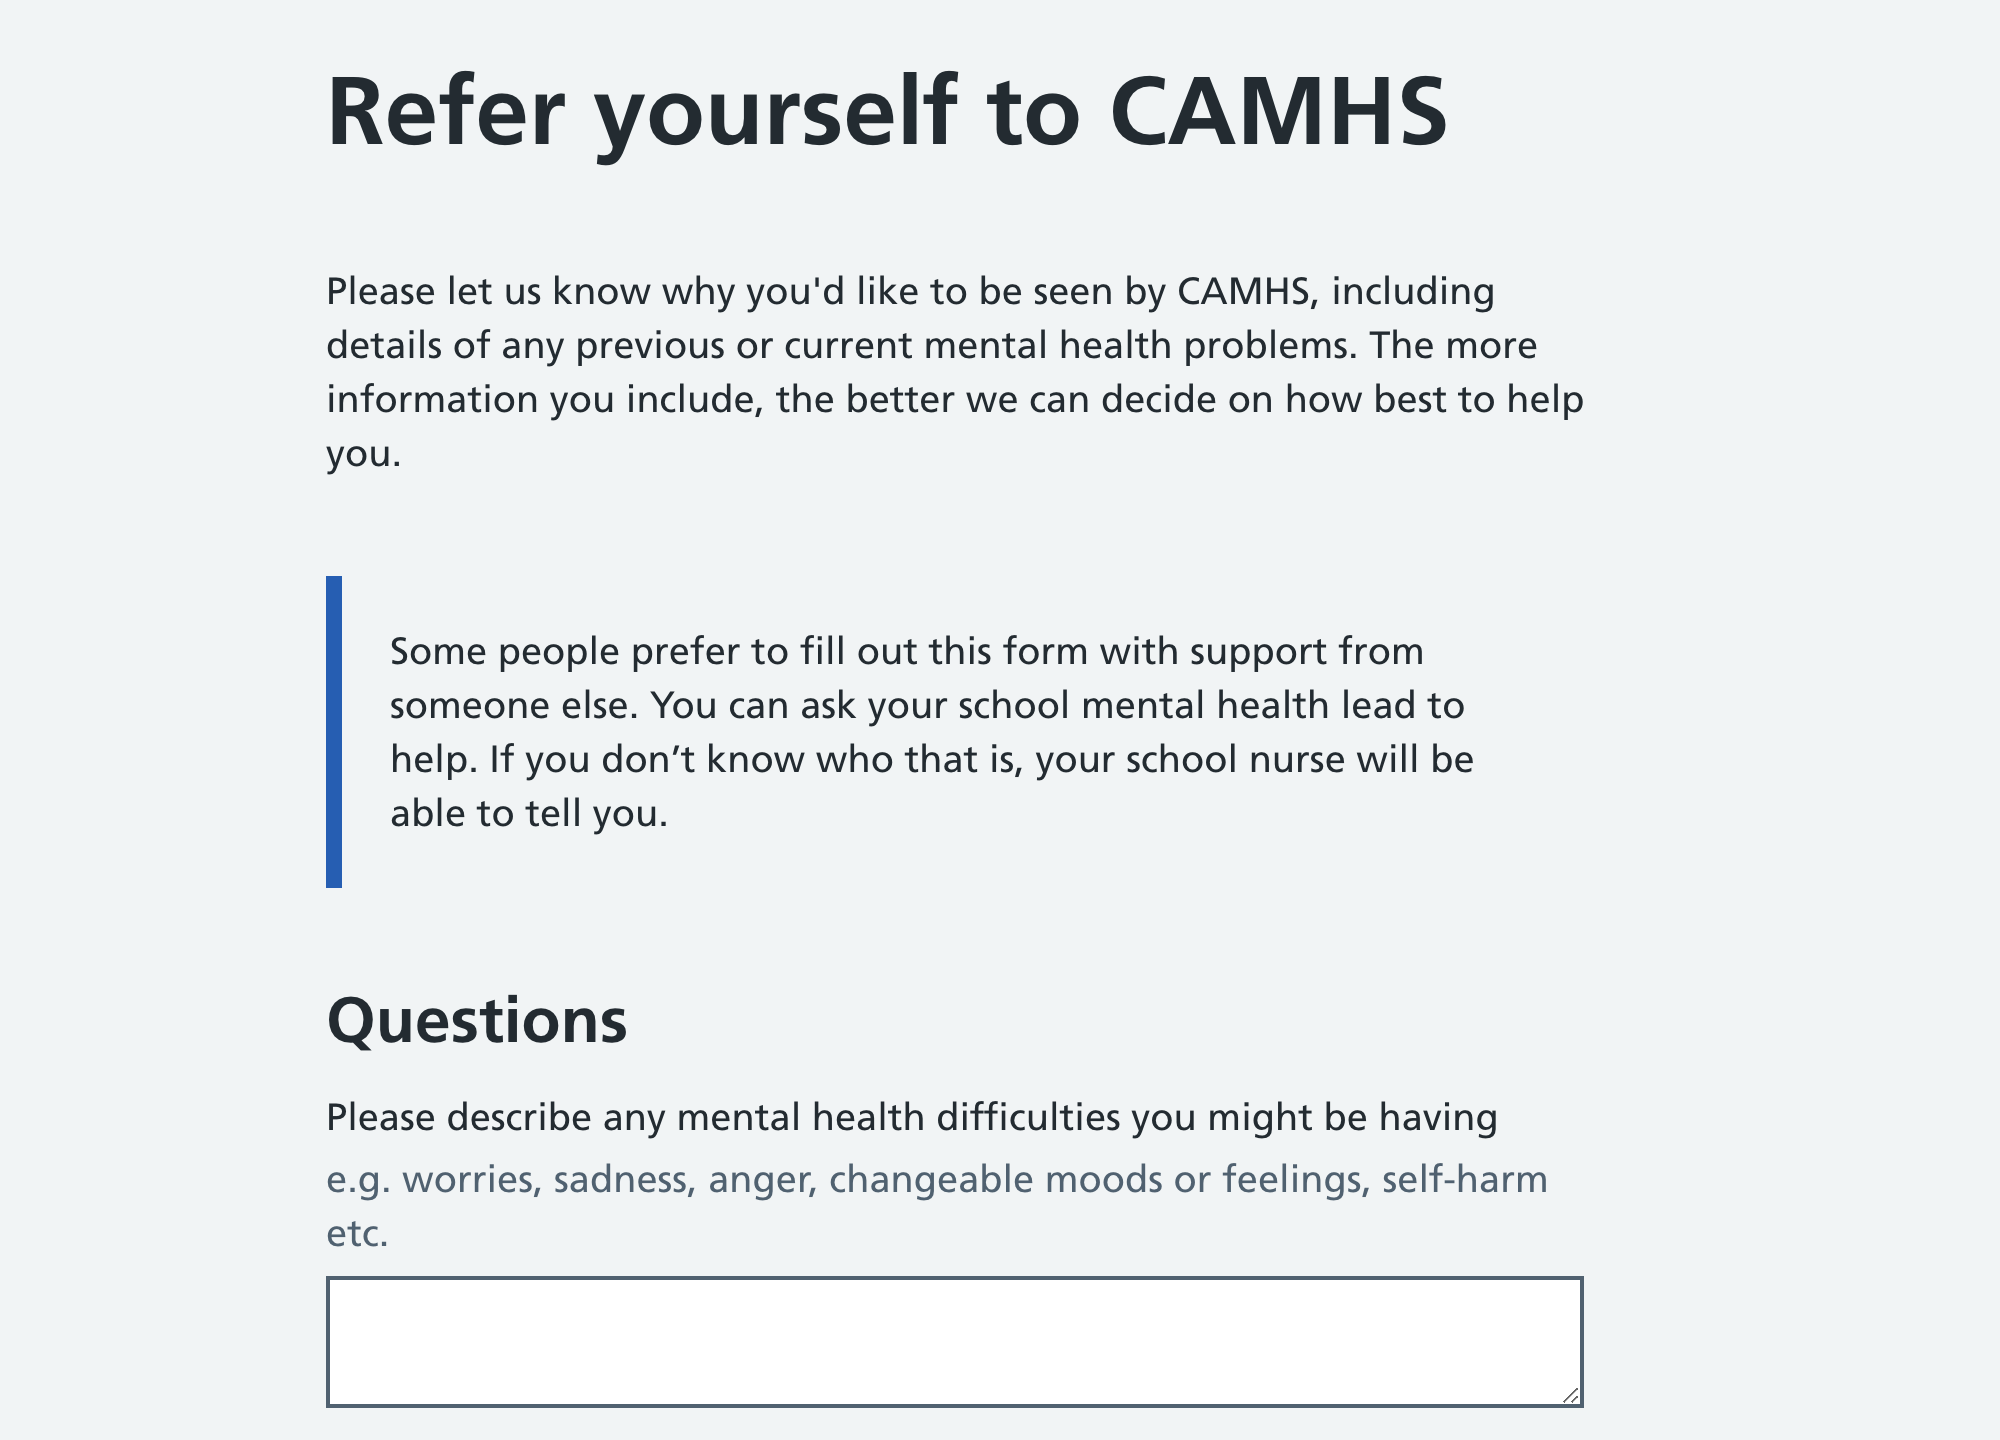 Refer yourself to CAMHS
Please let us know why you'd like to be seen by CAMHS, including
details of any previous or current mental health problems. The more
information you include, the better we can decide on how best to help
you.
Some people prefer to fill out this form with support from
someone else. You can ask your school mental health lead to
help. If you don’t know who that is, your school nurse will be
able to tell you.
Questions
Please describe any mental health difficulties you might be having
e.g. worries, sadness, anger, changeable moods or feelings, self-harm
etc.